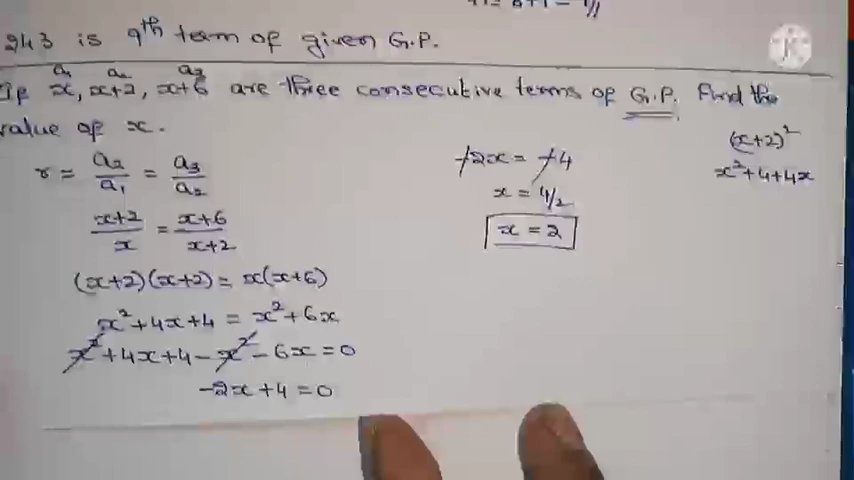 243 is 9th term of given G.P.
a₁ a₂ a₃
If x, x+2, x+6 are three consecutive terms of G.P. Find the
value of x.
r = a₂/a₁ = a₃/a₂
x+2/x = x+6/x+2
(x+2)(x+2) = x(x+6)
x²+4x+4 = x²+6x
x²+4x+4-x²-6x=0
-2x+4=0
-2x = -4
x = 4/2
x = 2
(x+2)²
x²+4+4x
K